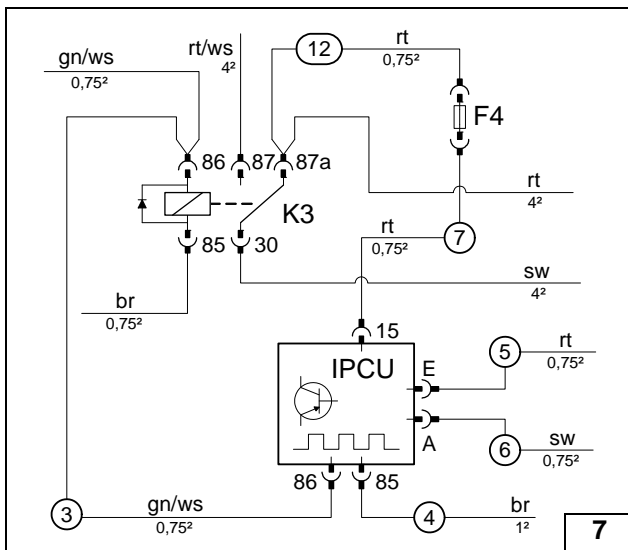 gn/ws
0,75²
rt/ws
4²
12
rt
0,75²
F4
86
87
87a
K3
rt
4²
85
30
rt
0,75²
7
br
0,75²
sw
4²
15
IPCU
E
5
rt
0,75²
A
6
sw
0,75²
86
85
3
gn/ws
0,75²
4
br
1²
7